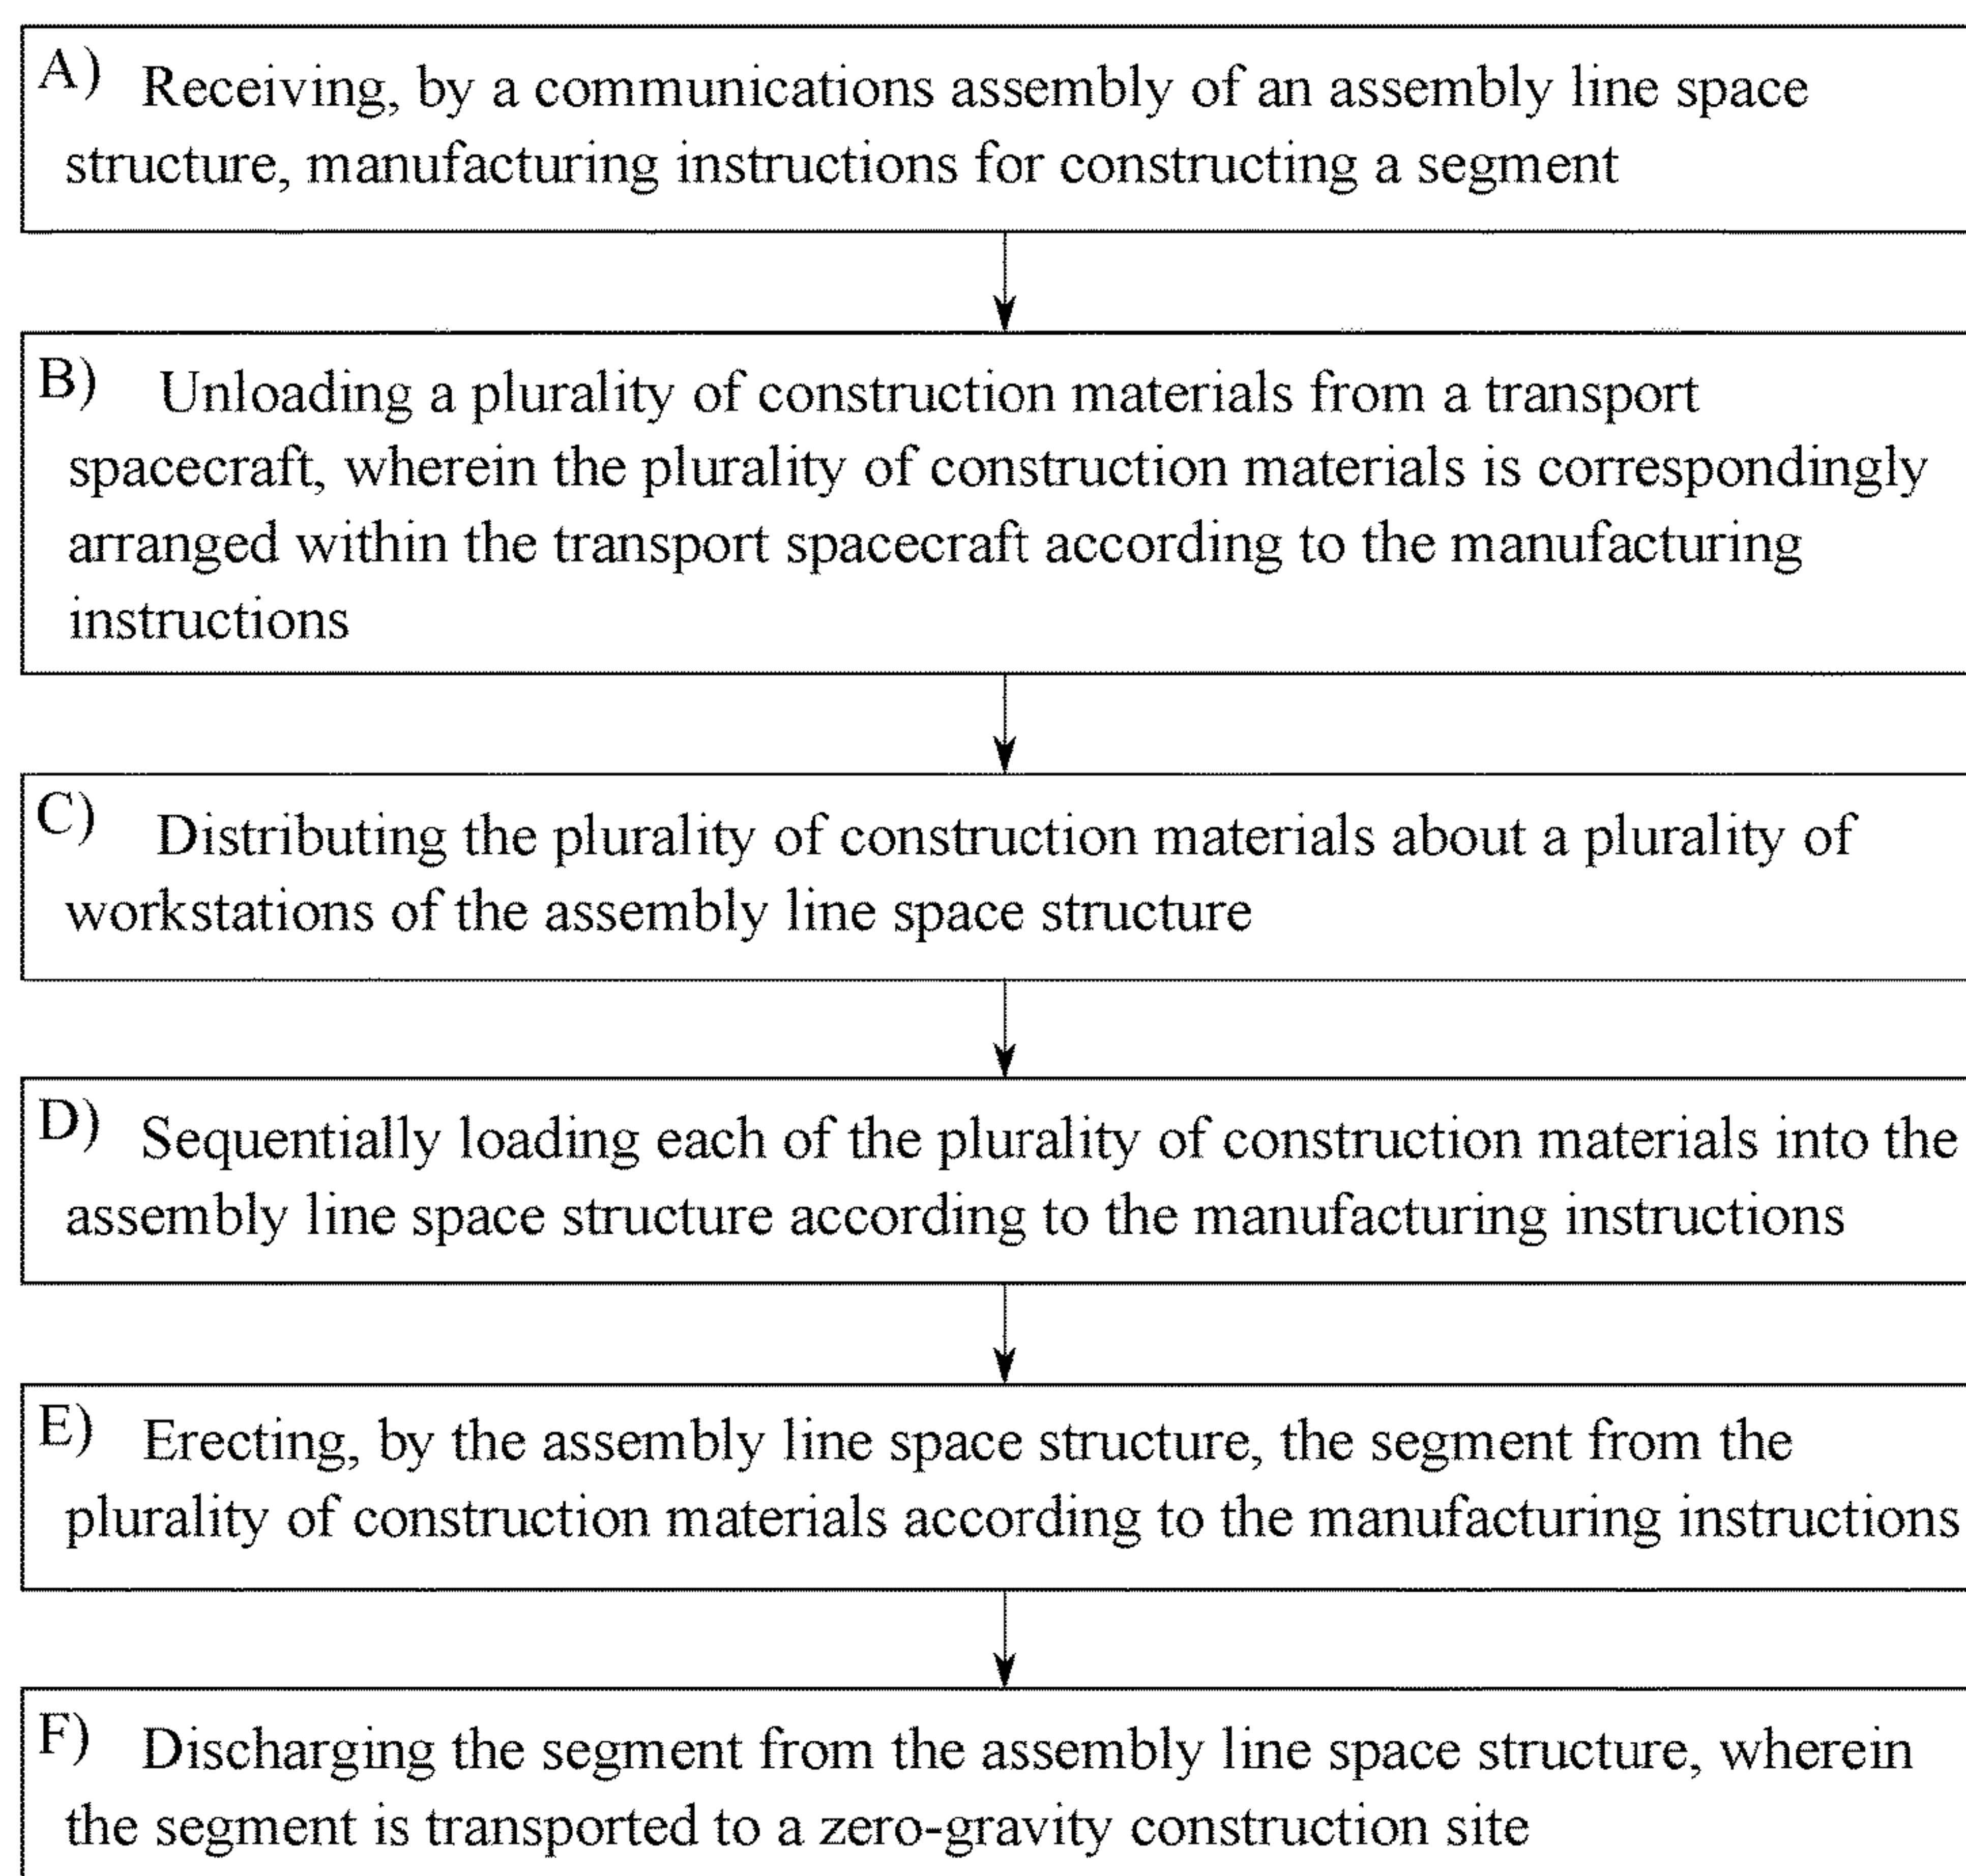 A) Receiving, by a communications assembly of an assembly line space
structure, manufacturing instructions for constructing a segment
B) Unloading a plurality of construction materials from a transport
spacecraft, wherein the plurality of construction materials is correspondingly
arranged within the transport spacecraft according to the manufacturing
instructions
C) Distributing the plurality of construction materials about a plurality of
workstations of the assembly line space structure
D) Sequentially loading each of the plurality of construction materials into the
assembly line space structure according to the manufacturing instructions
E) Erecting, by the assembly line space structure, the segment from the
plurality of construction materials according to the manufacturing instructions
F) Discharging the segment from the assembly line space structure, wherein
the segment is transported to a zero-gravity construction site